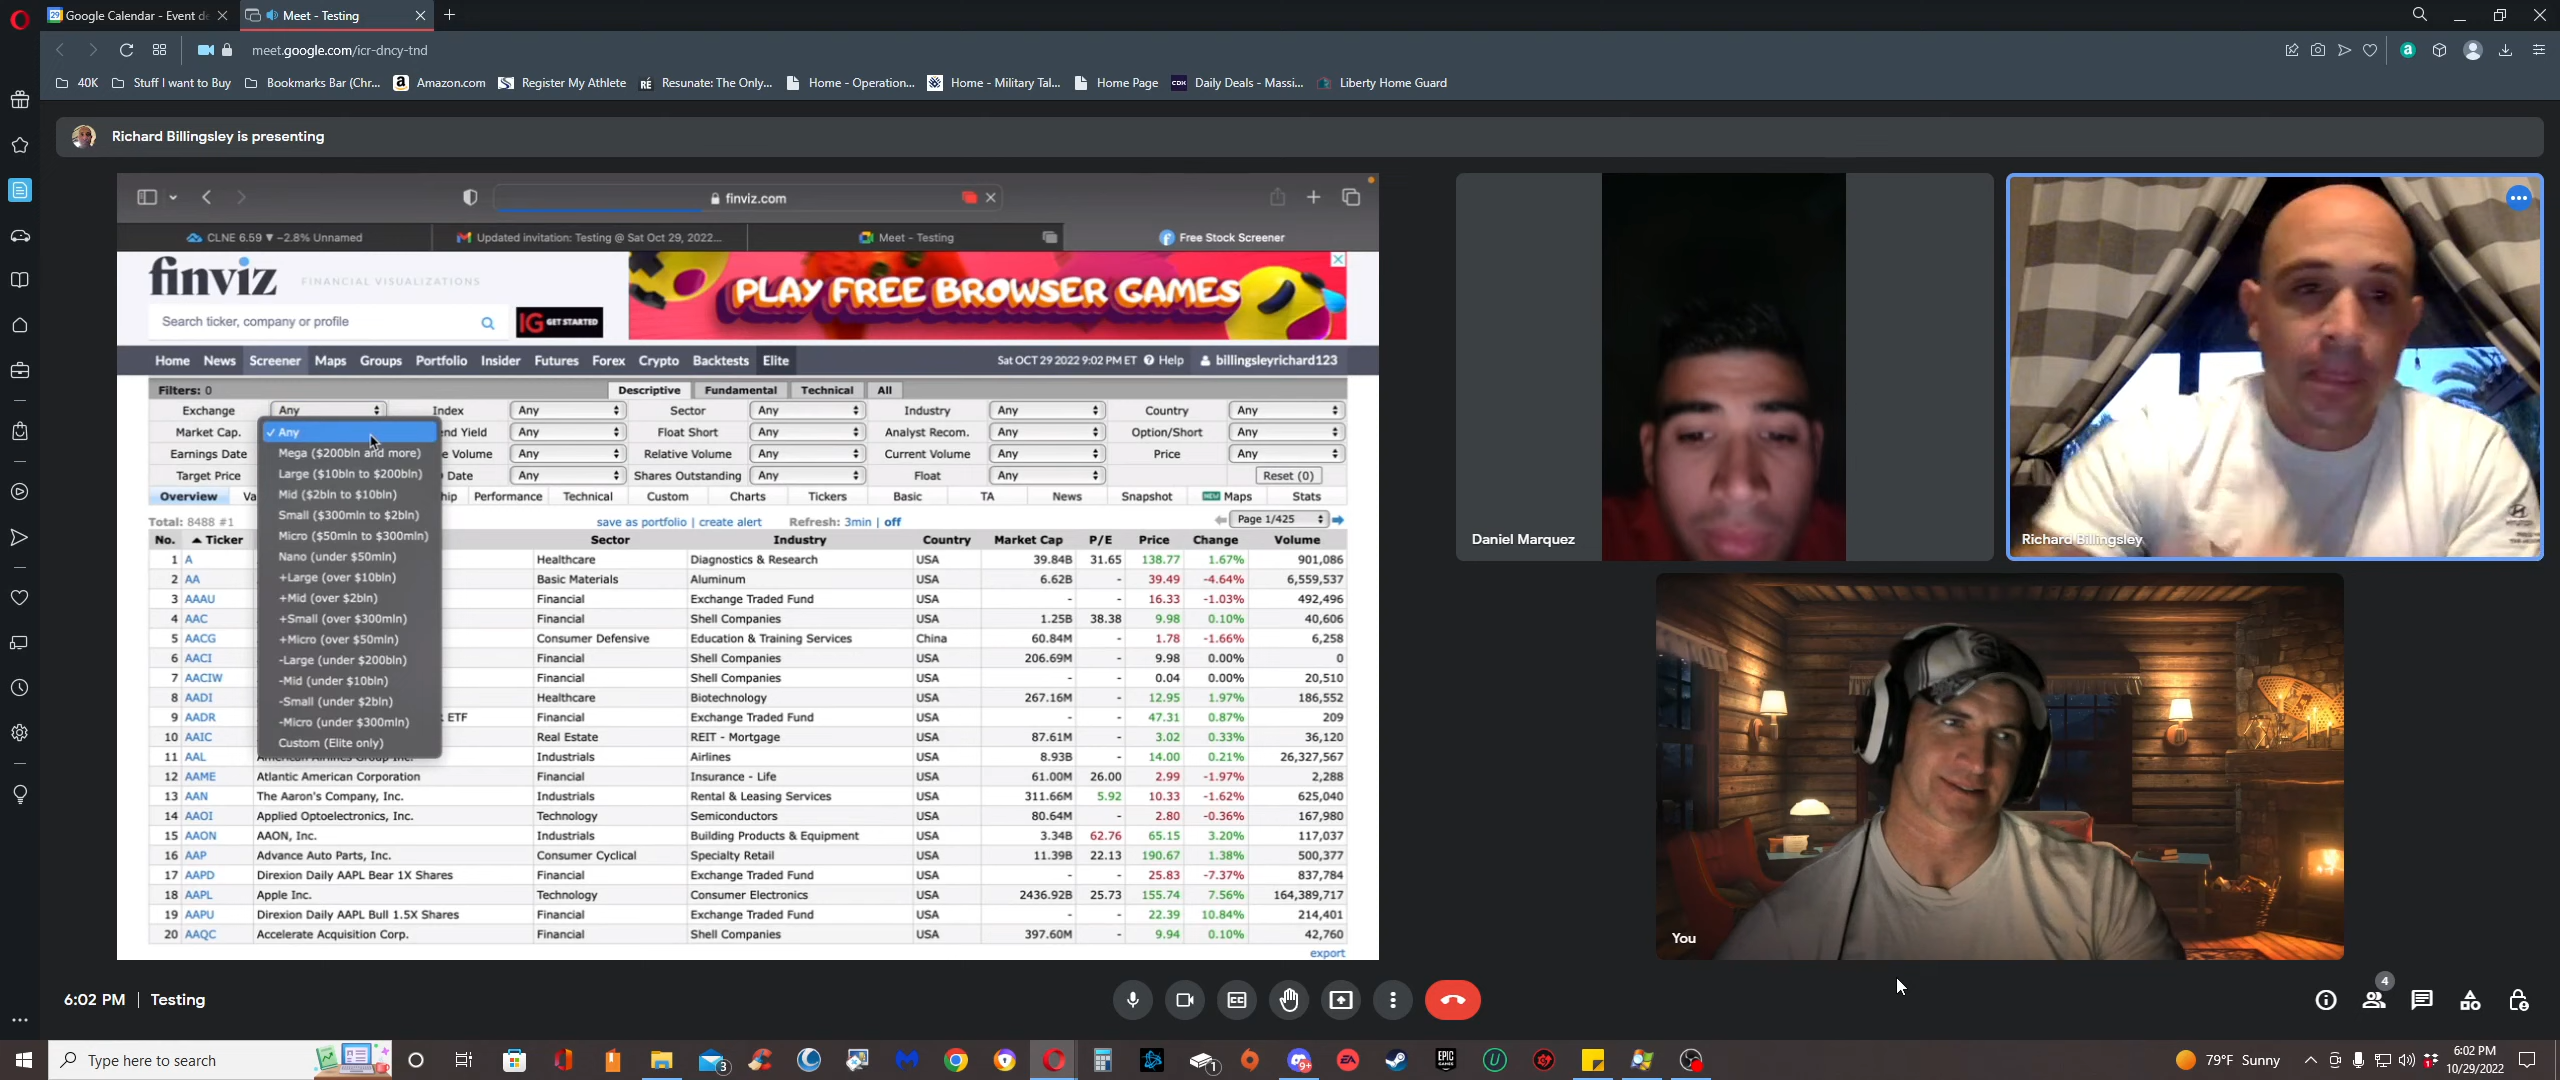 Google Calendar - Event de
Meet - Testing
meet.google.com/icr-dncy-tnd
40K
Stuff I want to Buy
Bookmarks Bar (Chr...
Amazon.com
Register My Athlete
RÉ
Resunate: The Only...
Home - Operation...
Home - Military Tal...
Home Page
CDK
Daily Deals - Massi...
Liberty Home Guard
Richard Billingsley is presenting
finviz.com
CLNE 6.59 ▼ -2.8% Unnamed
Updated invitation: Testing @ Sat Oct 29, 2022...
Meet - Testing
Free Stock Screener
finviz
FINANCIAL VISUALIZATIONS
PLAY FREE BROWSER GAMES
Search ticker, company or profile
IG GET STARTED
Home News Screener Maps Groups Portfolio Insider Futures Forex Crypto Backtests Elite
Sat OCT 29 2022 9:02 PM ET Help billingsleyrichard123
Filters: 0 Descriptive Fundamental Technical All
Exchange Any Index Any Sector Any Industry Any Country Any
Market Cap. ✓ Any end Yield Any Float Short Any Analyst Recom. Any Option/Short Any
Earnings Date e Volume Any Relative Volume Any Current Volume Any Price Any
Target Price Date Any Shares Outstanding Any Float Any Reset (0)
Mega ($200bln and more)
Large ($10bln to $200bln)
Mid ($2bln to $10bln)
Small ($300mln to $2bln)
Micro ($50mln to $300mln)
Nano (under $50mln)
+Large (over $10bln)
+Mid (over $2bln)
+Small (over $300mln)
+Micro (over $50mln)
-Large (under $200bln)
-Mid (under $10bln)
-Small (under $2bln)
-Micro (under $300mln)
Custom (Elite only)
Overview Va hip Performance Technical Custom Charts Tickers Basic TA News Snapshot NEW Maps Stats
Total: 8488 #1 save as portfolio | create alert Refresh: 3min | off Page 1/425
No. ▲ Ticker Sector Industry Country Market Cap P/E Price Change Volume
1 A Healthcare Diagnostics & Research USA 39.84B 31.65 138.77 1.67% 901,086
2 AA Basic Materials Aluminum USA 6.62B - 39.49 -4.64% 6,559,537
3 AAAU Financial Exchange Traded Fund USA - - 16.33 -1.03% 492,496
4 AAC Financial Shell Companies USA 1.25B 38.38 9.98 0.10% 40,606
5 AACG Consumer Defensive Education & Training Services China 60.84M - 1.78 -1.66% 6,258
6 AACI Financial Shell Companies USA 206.69M - 9.98 0.00% 0
7 AACIW Financial Shell Companies USA - - 0.04 0.00% 20,510
8 AADI Healthcare Biotechnology USA 267.16M - 12.95 1.97% 186,552
9 AADR ETF Financial Exchange Traded Fund USA - - 47.31 0.87% 209
10 AAIC Real Estate REIT - Mortgage USA 87.61M - 3.02 0.33% 36,120
11 AAL American Airlines Group Inc. Industrials Airlines USA 8.93B - 14.00 0.21% 26,327,567
12 AAME Atlantic American Corporation Financial Insurance - Life USA 61.00M 26.00 2.99 -1.97% 2,288
13 AAN The Aaron's Company, Inc. Industrials Rental & Leasing Services USA 311.66M 5.92 10.33 -1.62% 625,040
14 AAOI Applied Optoelectronics, Inc. Technology Semiconductors USA 80.64M - 2.80 -0.36% 167,980
15 AAON AAON, Inc. Industrials Building Products & Equipment USA 3.34B 62.76 65.15 3.20% 117,037
16 AAP Advance Auto Parts, Inc. Consumer Cyclical Specialty Retail USA 11.39B 22.13 190.67 1.38% 500,377
17 AAPD Direxion Daily AAPL Bear 1X Shares Financial Exchange Traded Fund USA - - 25.83 -7.37% 837,784
18 AAPL Apple Inc. Technology Consumer Electronics USA 2436.92B 25.73 155.74 7.56% 164,389,717
19 AAPU Direxion Daily AAPL Bull 1.5X Shares Financial Exchange Traded Fund USA - - 22.39 10.84% 214,401
20 AAQC Accelerate Acquisition Corp. Financial Shell Companies USA 397.60M - 9.94 0.10% 42,760
export
Daniel Marquez
Richard Billingsley
You
6:02 PM | Testing
4
Type here to search
3
1
9+
EA
EPIC GAMES
79°F Sunny
6:02 PM
10/29/2022